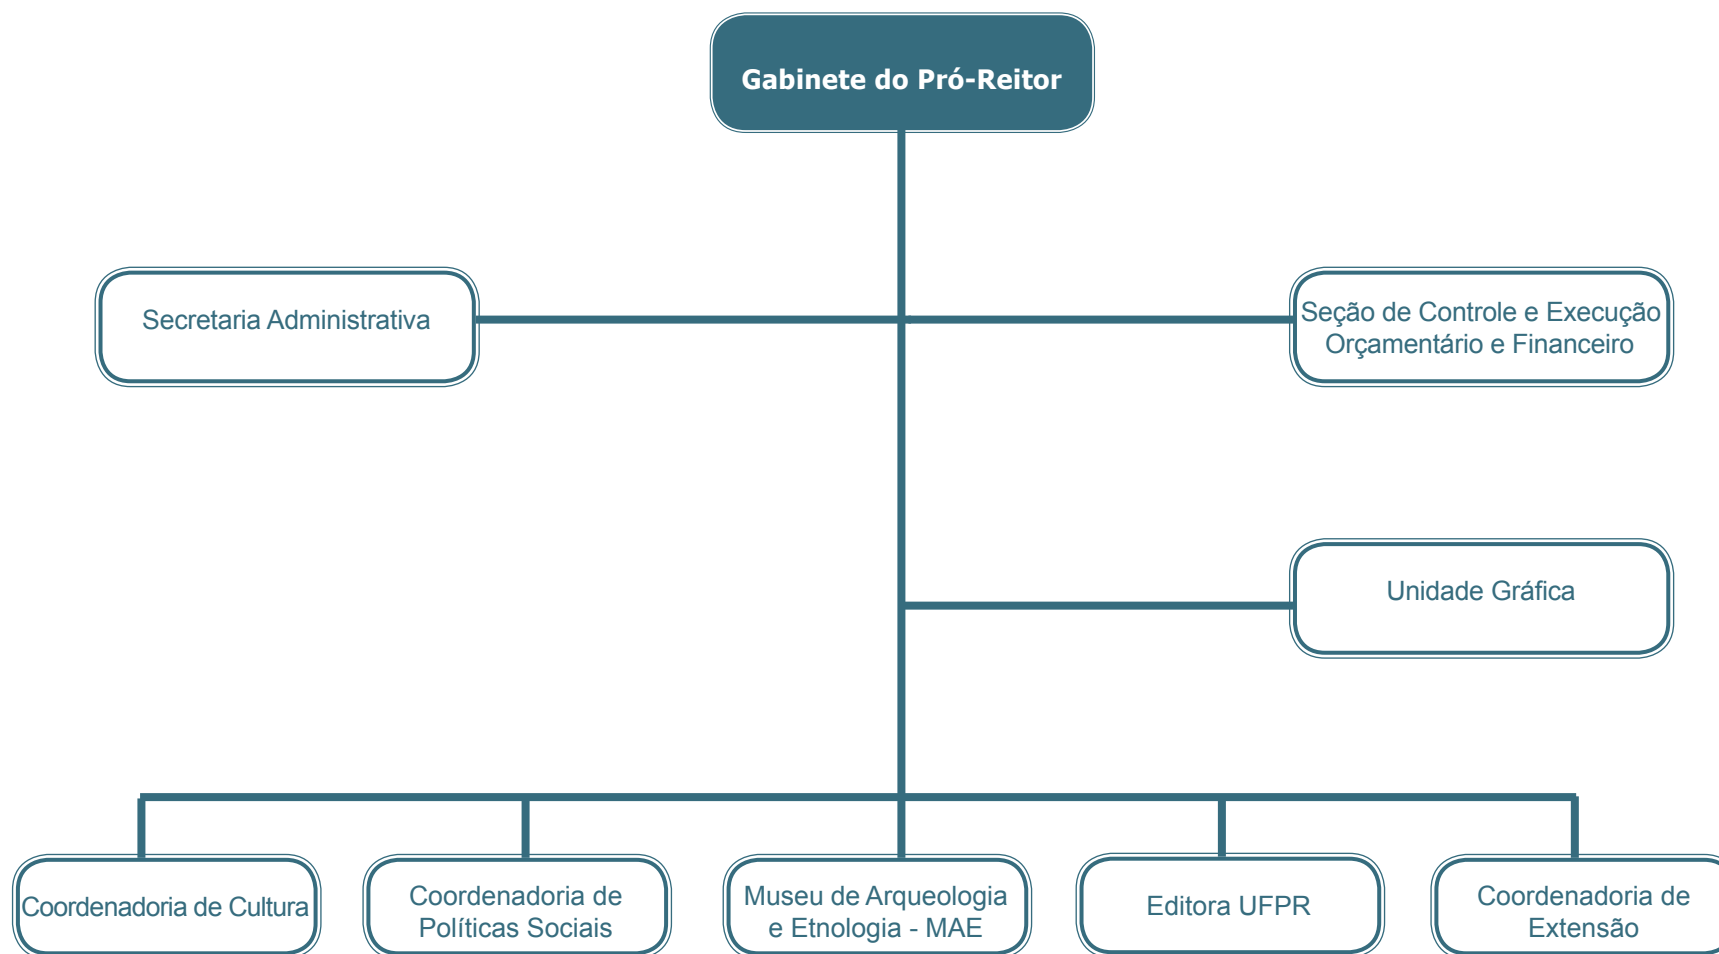 Gabinete do Pró-Reitor
Secretaria Administrativa
Seção de Controle e Execução
Orçamentário e Financeiro
Unidade Gráfica
Coordenadoria de Cultura
Coordenadoria de
Políticas Sociais
Museu de Arqueologia
e Etnologia - MAE
Editora UFPR
Coordenadoria de
Extensão